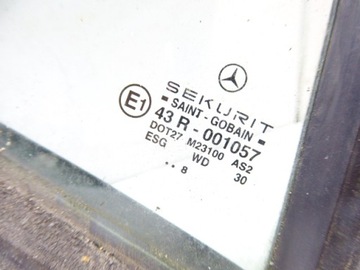 SEKURIT
SAINT - GOBAIN
E1
43 R - 001057
DOT27 M23100 AS2
ESG WD 30
.. 8